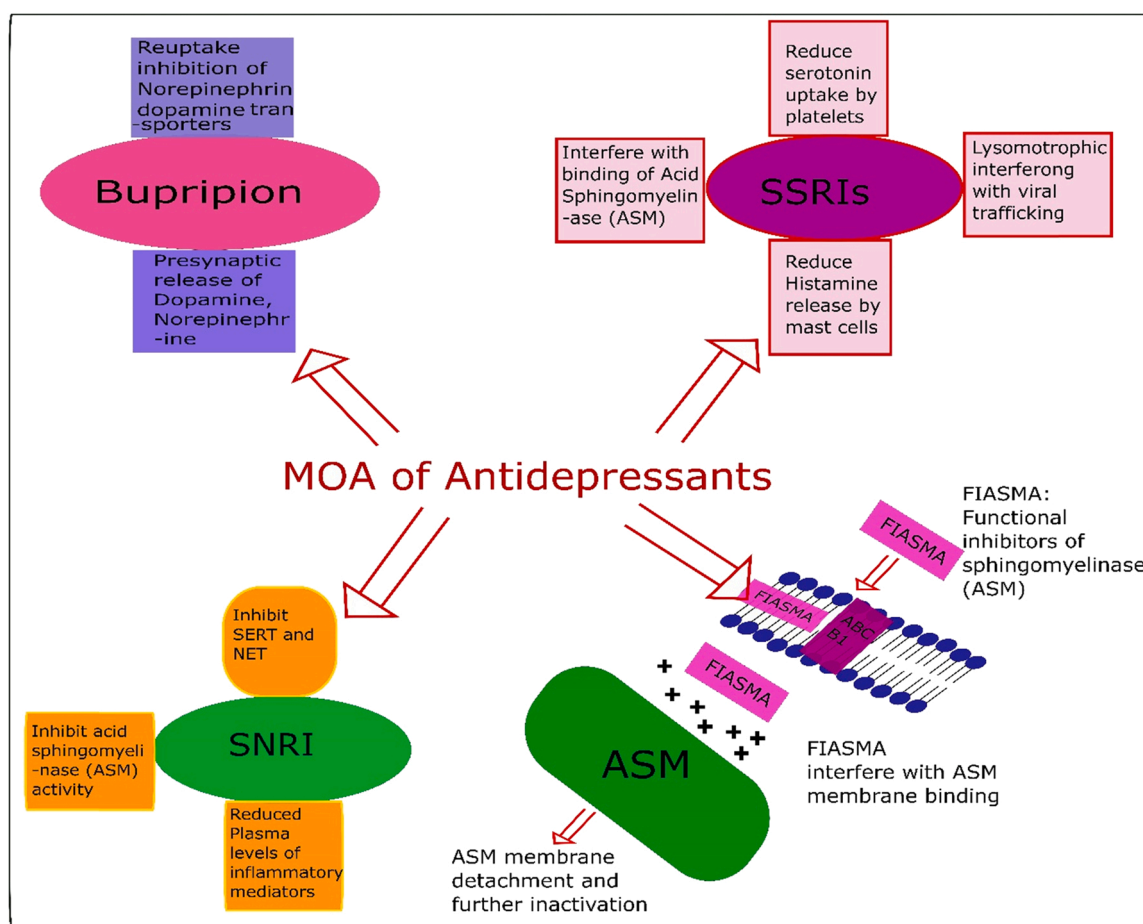 Reuptake
inhibition of
Norepinephrin
dopamine tran
-sporters
Bupripion
Presynaptic
release of
Dopamine,
Norepinephr
-ine
Reduce
serotonin
uptake by
platelets
Interfere with
binding of Acid
Sphingomyelin
-ase (ASM)
SSRIs
Lysomotrophic
interferong
with viral
trafficking
Reduce
Histamine
release by
mast cells
MOA of Antidepressants
Inhibit
SERT and
NET
Inhibit acid
sphingomyeli
-nase (ASM)
activity
SNRI
Reduced
Plasma
levels of
inflammatory
mediators
FIASMA
FIASMA:
Functional
inhibitors of
sphingomyelinase
(ASM)
FIASMA
ABC
B1
FIASMA
ASM
FIASMA
interfere with ASM
membrane binding
ASM membrane
detachment and
further inactivation